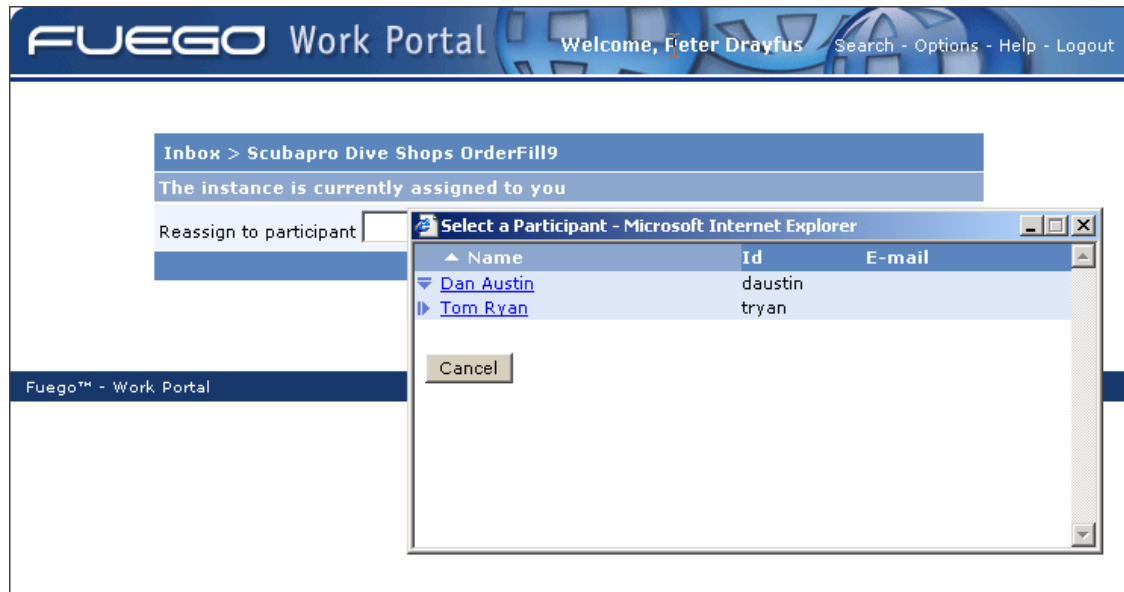 FUEGO Work Portal Welcome, Peter Drayfus Search - Options - Help - Logout
Inbox > Scubapro Dive Shops OrderFill9
The instance is currently assigned to you
Reassign to participant
Select a Participant - Microsoft Internet Explorer
Name Id E-mail
Dan Austin daustin
Tom Ryan tryan
Cancel
Fuego™ - Work Portal